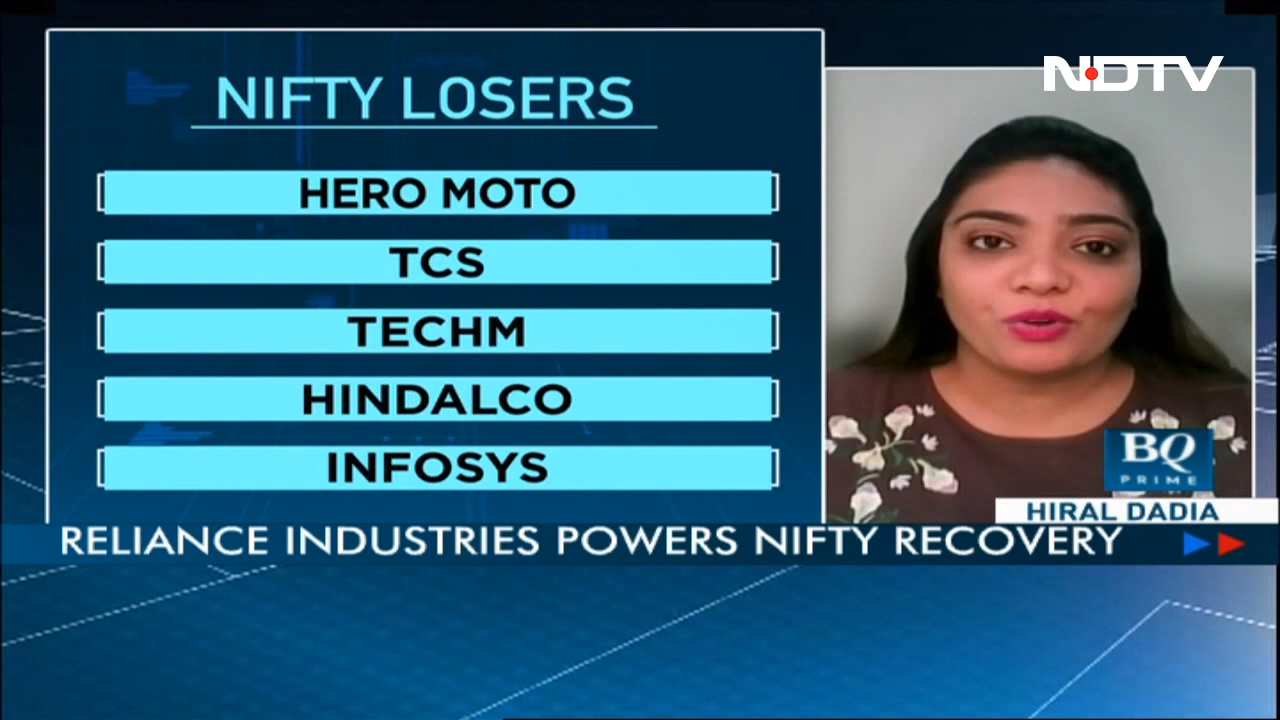 NIFTY LOSERS
HERO MOTO
TCS
TECHM
HINDALCO
INFOSYS
NDTV
BQ
PRIME
HIRAL DADIA
RELIANCE INDUSTRIES POWERS NIFTY RECOVERY